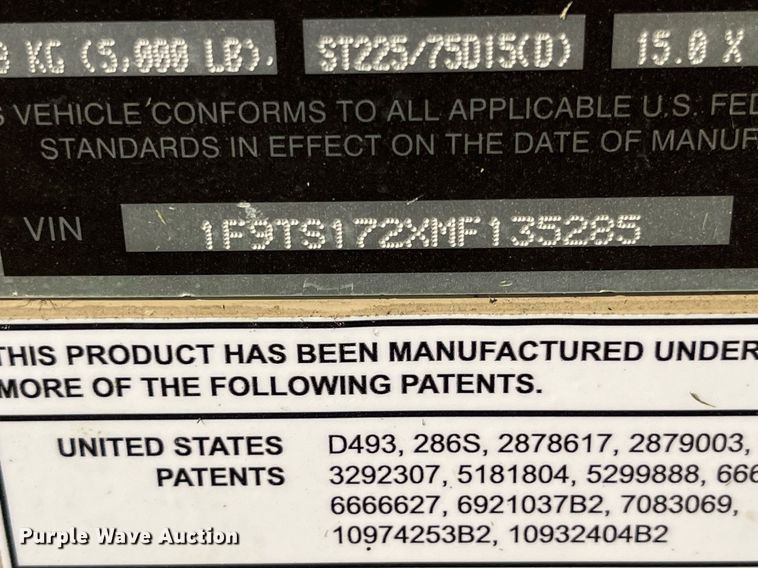 KG (5,000 LB). ST225/75D15(D) 15.0 X
VEHICLE CONFORMS TO ALL APPLICABLE U.S. FED
STANDARDS IN EFFECT ON THE DATE OF MANUF
VIN 1F9TS172XMF135285
THIS PRODUCT HAS BEEN MANUFACTURED UNDER
MORE OF THE FOLLOWING PATENTS.
UNITED STATES PATENTS
D493, 286S, 2878617, 2879003,
3292307, 5181804, 5299888, 666
6666627, 6921037B2, 7083069,
10974253B2, 10932404B2
Purple Wave Auction